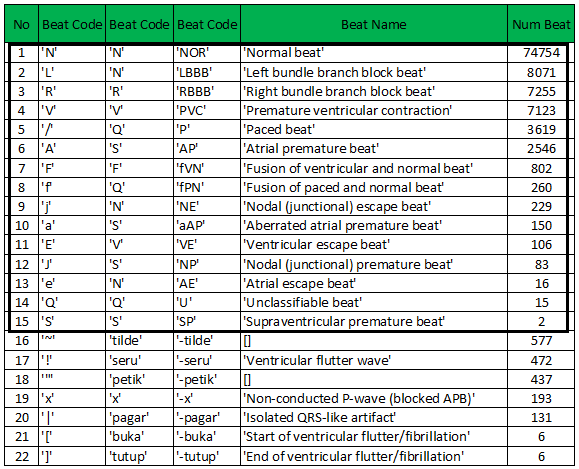 No Beat Code Beat Code Beat Code Beat Name Num Beat
1 'N' 'N' 'NOR' 'Normal beat' 74754
2 'L' 'N' 'LBBB' 'Left bundle branch block beat' 8071
3 'R' 'R' 'RBBB' 'Right bundle branch block beat' 7255
4 'V' 'V' 'PVC' 'Premature ventricular contraction' 7123
5 '/' 'Q' 'P' 'Paced beat' 3619
6 'A' 'S' 'AP' 'Atrial premature beat' 2546
7 'F' 'F' 'fVN' 'Fusion of ventricular and normal beat' 802
8 'f' 'Q' 'fPN' 'Fusion of paced and normal beat' 260
9 'j' 'N' 'NE' 'Nodal (junctional) escape beat' 229
10 'a' 'S' 'aAP' 'Aberrated atrial premature beat' 150
11 'E' 'V' 'VE' 'Ventricular escape beat' 106
12 'J' 'S' 'NP' 'Nodal (junctional) premature beat' 83
13 'e' 'N' 'AE' 'Atrial escape beat' 16
14 'Q' 'Q' 'U' 'Unclassifiable beat' 15
15 'S' 'S' 'SP' 'Supraventricular premature beat' 2
16 '~' 'tilde' '-tilde' [] 577
17 '!' 'seru' '-seru' 'Ventricular flutter wave' 472
18 '"' 'petik' '-petik' [] 437
19 'x' 'x' '-x' 'Non-conducted P-wave (blocked APB)' 193
20 '|' 'pagar' '-pagar' 'Isolated QRS-like artifact' 131
21 '[' 'buka' '-buka' 'Start of ventricular flutter/fibrillation' 6
22 ']' 'tutup' '-tutup' 'End of ventricular flutter/fibrillation' 6